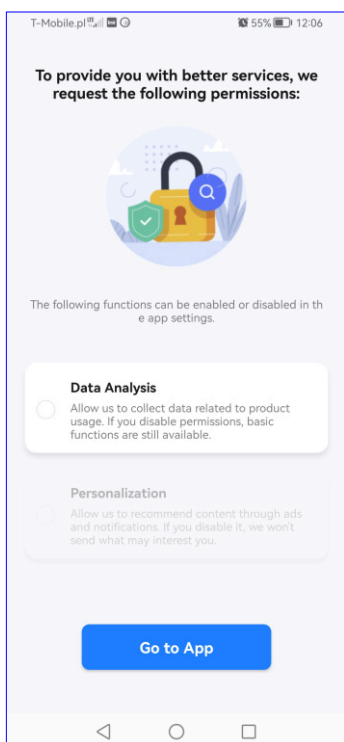 T-Mobile.pl 55% 12:06
To provide you with better services, we
request the following permissions:
The following functions can be enabled or disabled in th
e app settings.
Data Analysis
Allow us to collect data related to product
usage. If you disable permissions, basic
functions are still available.
Personalization
Allow us to recommend content through ads
and notifications. If you disable it, we won't
send what may interest you.
Go to App